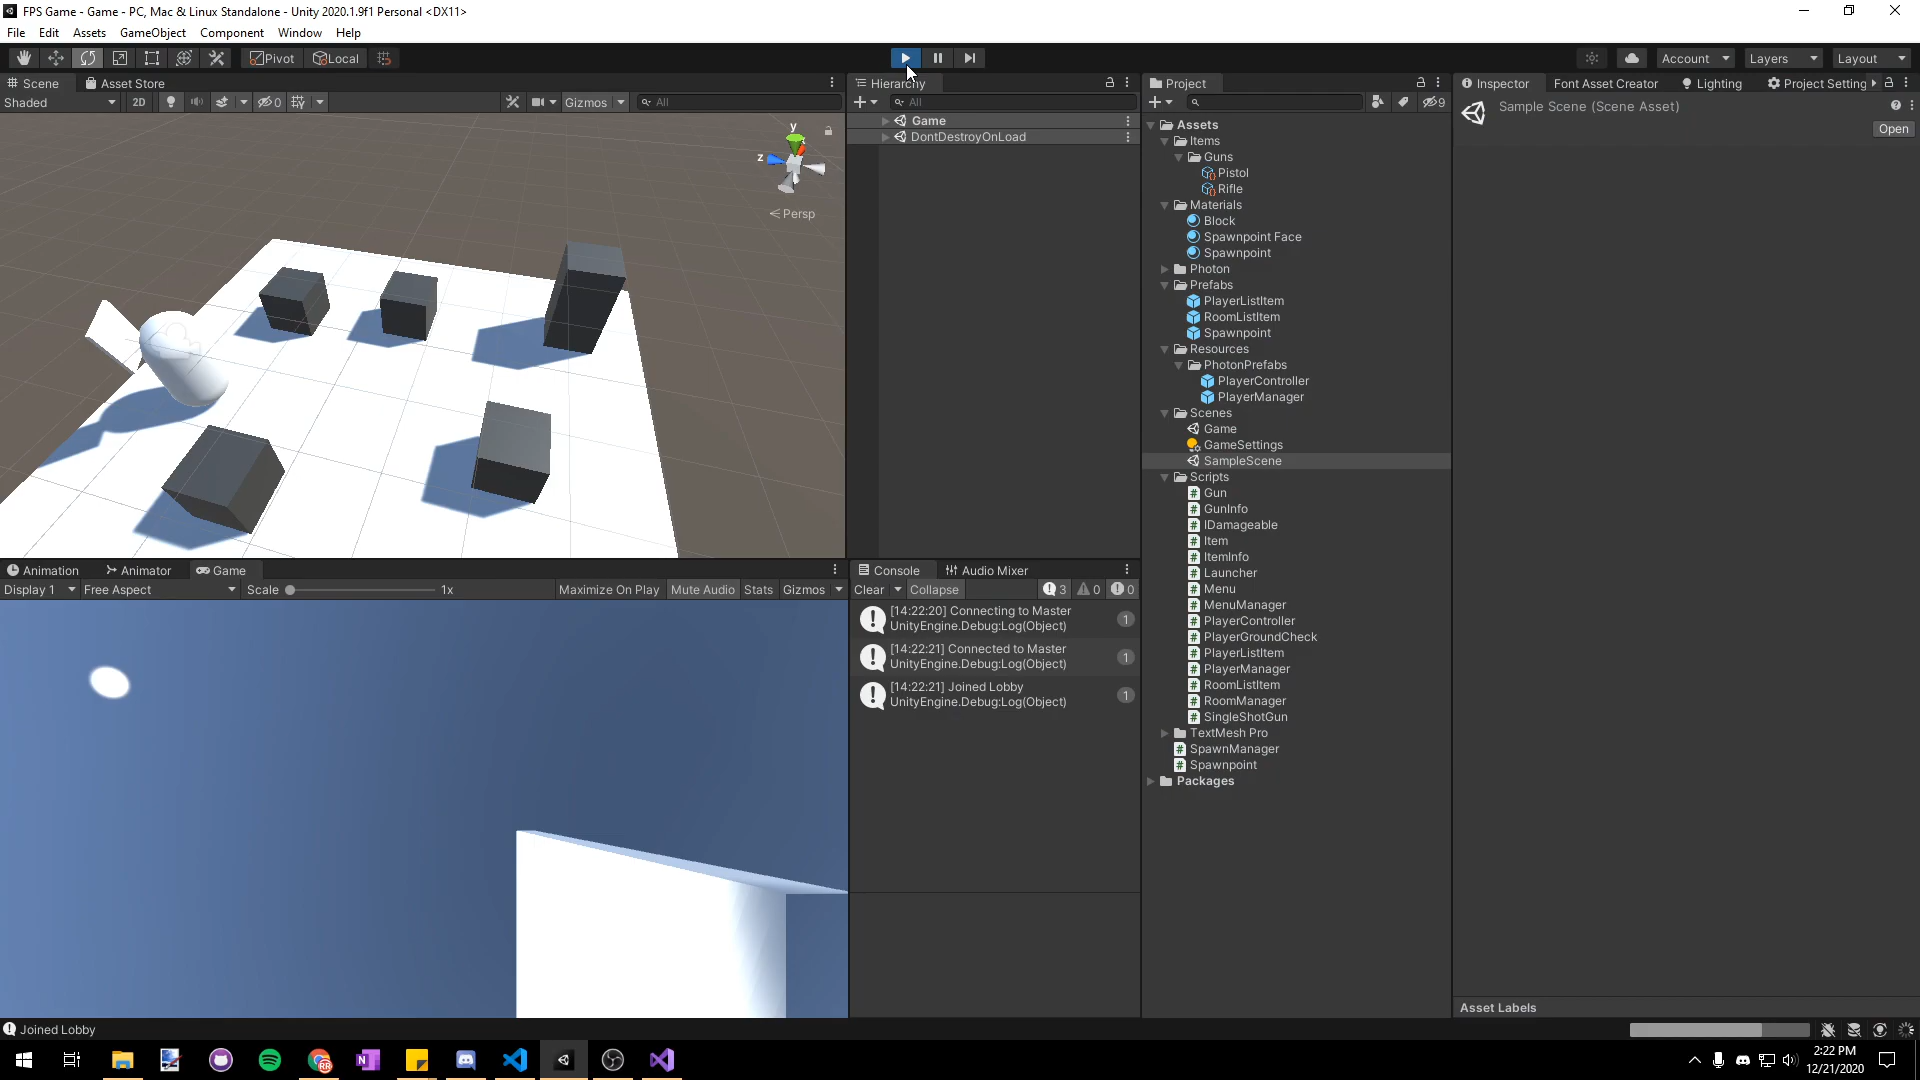 FPS Game - Game - PC, Mac & Linux Standalone - Unity 2020.1.9f1 Personal <DX11>
File Edit Assets GameObject Component Window Help
Pivot Local Account Layers Layout
Scene Asset Store
Shaded 2D 0 Gizmos All
y
z
Persp
Hierarchy
All
Game
DontDestroyOnLoad
Project
9
Assets
Items
Guns
Pistol
Rifle
Materials
Block
Spawnpoint Face
Spawnpoint
Photon
Prefabs
PlayerListItem
RoomListItem
Spawnpoint
Resources
PhotonPrefabs
PlayerController
PlayerManager
Scenes
Game
GameSettings
SampleScene
Scripts
Gun
GunInfo
IDamageable
Item
ItemInfo
Launcher
Menu
MenuManager
PlayerController
PlayerGroundCheck
PlayerListItem
PlayerManager
RoomListItem
RoomManager
SingleShotGun
TextMesh Pro
SpawnManager
Spawnpoint
Packages
Inspector Font Asset Creator Lighting Project Setting
Sample Scene (Scene Asset)
Open
Asset Labels
Animation Animator Game
Display 1 Free Aspect Scale 1x Maximize On Play Mute Audio Stats Gizmos
Console Audio Mixer
Clear Collapse 3 0 0
[14:22:20] Connecting to Master
UnityEngine.Debug:Log(Object)
1
[14:22:21] Connected to Master
UnityEngine.Debug:Log(Object)
1
[14:22:21] Joined Lobby
UnityEngine.Debug:Log(Object)
1
Joined Lobby
2:22 PM
12/21/2020